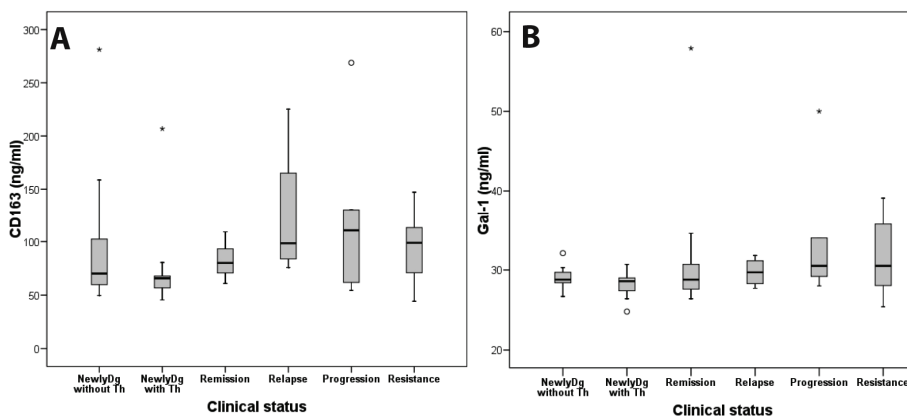 A
CD163 (ng/ml)
300
250
200
150
100
50
0
*
*
NewlyDg without Th
NewlyDg with Th
Remission
Relapse
Progression
Resistance
Clinical status
B
Gal-1 (ng/ml)
60
50
40
30
20
*
*
NewlyDg without Th
NewlyDg with Th
Remission
Relapse
Progression
Resistance
Clinical status